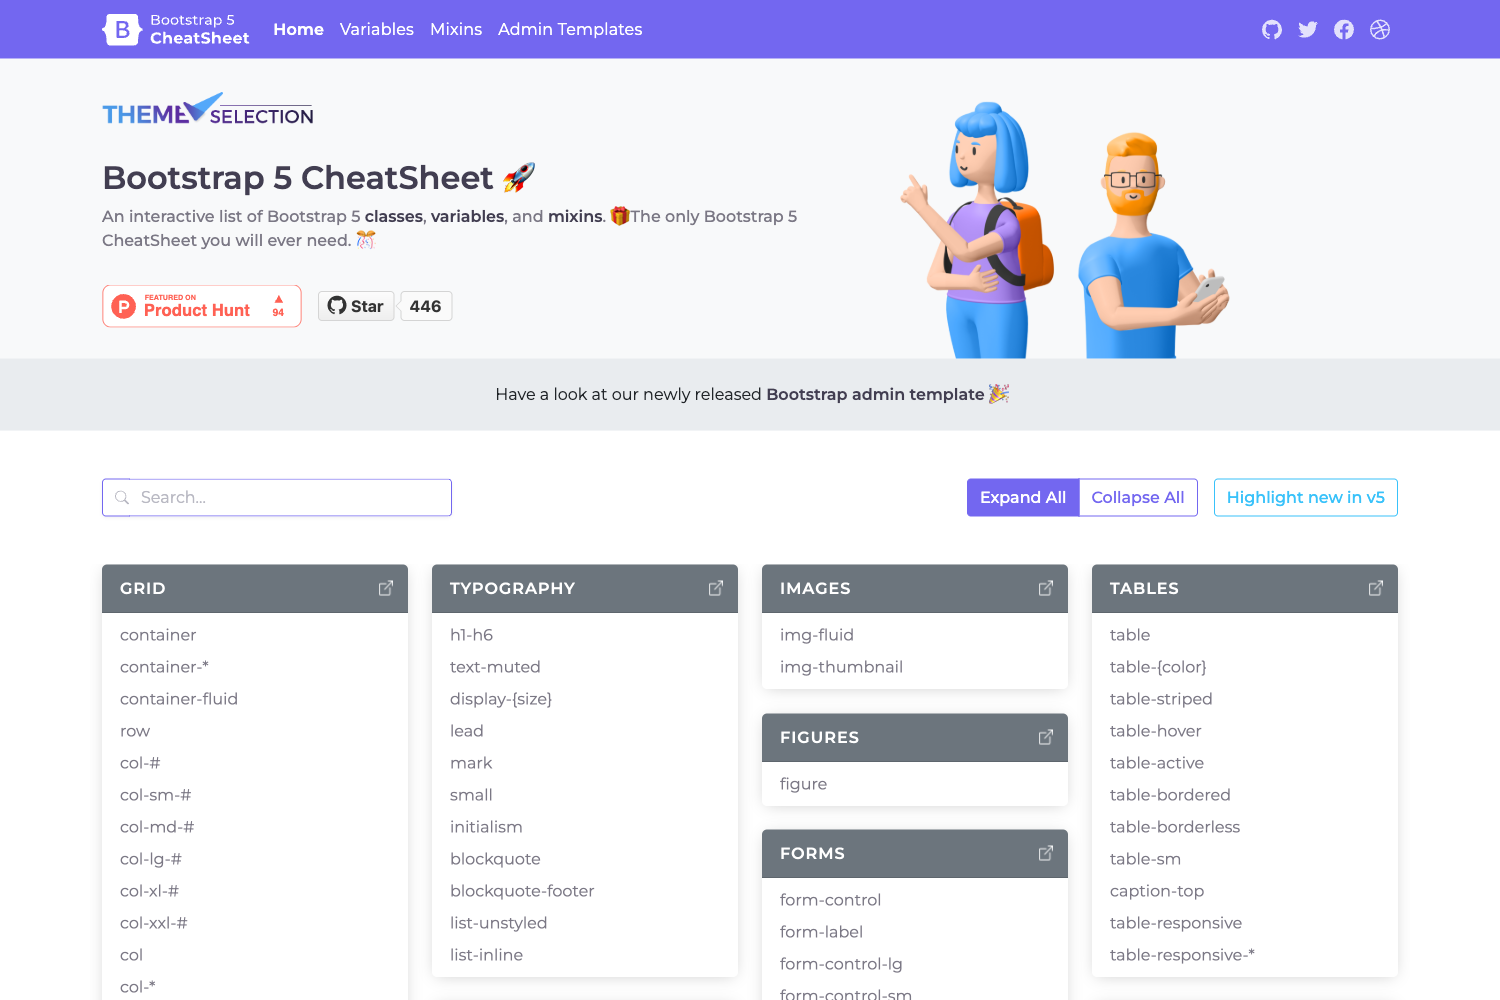 B
Bootstrap 5
CheatSheet
Home
Variables
Mixins
Admin Templates
THEME SELECTION
Bootstrap 5 CheatSheet 🚀
An interactive list of Bootstrap 5 classes, variables, and mixins. 🎁The only Bootstrap 5
CheatSheet you will ever need. 🎊
P
FEATURED ON
Product Hunt
▲
94
Star
446
Have a look at our newly released Bootstrap admin template 🎉
Search...
Expand All
Collapse All
Highlight new in v5
GRID
container
container-*
container-fluid
row
col-#
col-sm-#
col-md-#
col-lg-#
col-xl-#
col-xxl-#
col
col-*
TYPOGRAPHY
h1-h6
text-muted
display-{size}
lead
mark
small
initialism
blockquote
blockquote-footer
list-unstyled
list-inline
IMAGES
img-fluid
img-thumbnail
FIGURES
figure
FORMS
form-control
form-label
form-control-lg
form-control-sm
TABLES
table
table-{color}
table-striped
table-hover
table-active
table-bordered
table-borderless
table-sm
caption-top
table-responsive
table-responsive-*